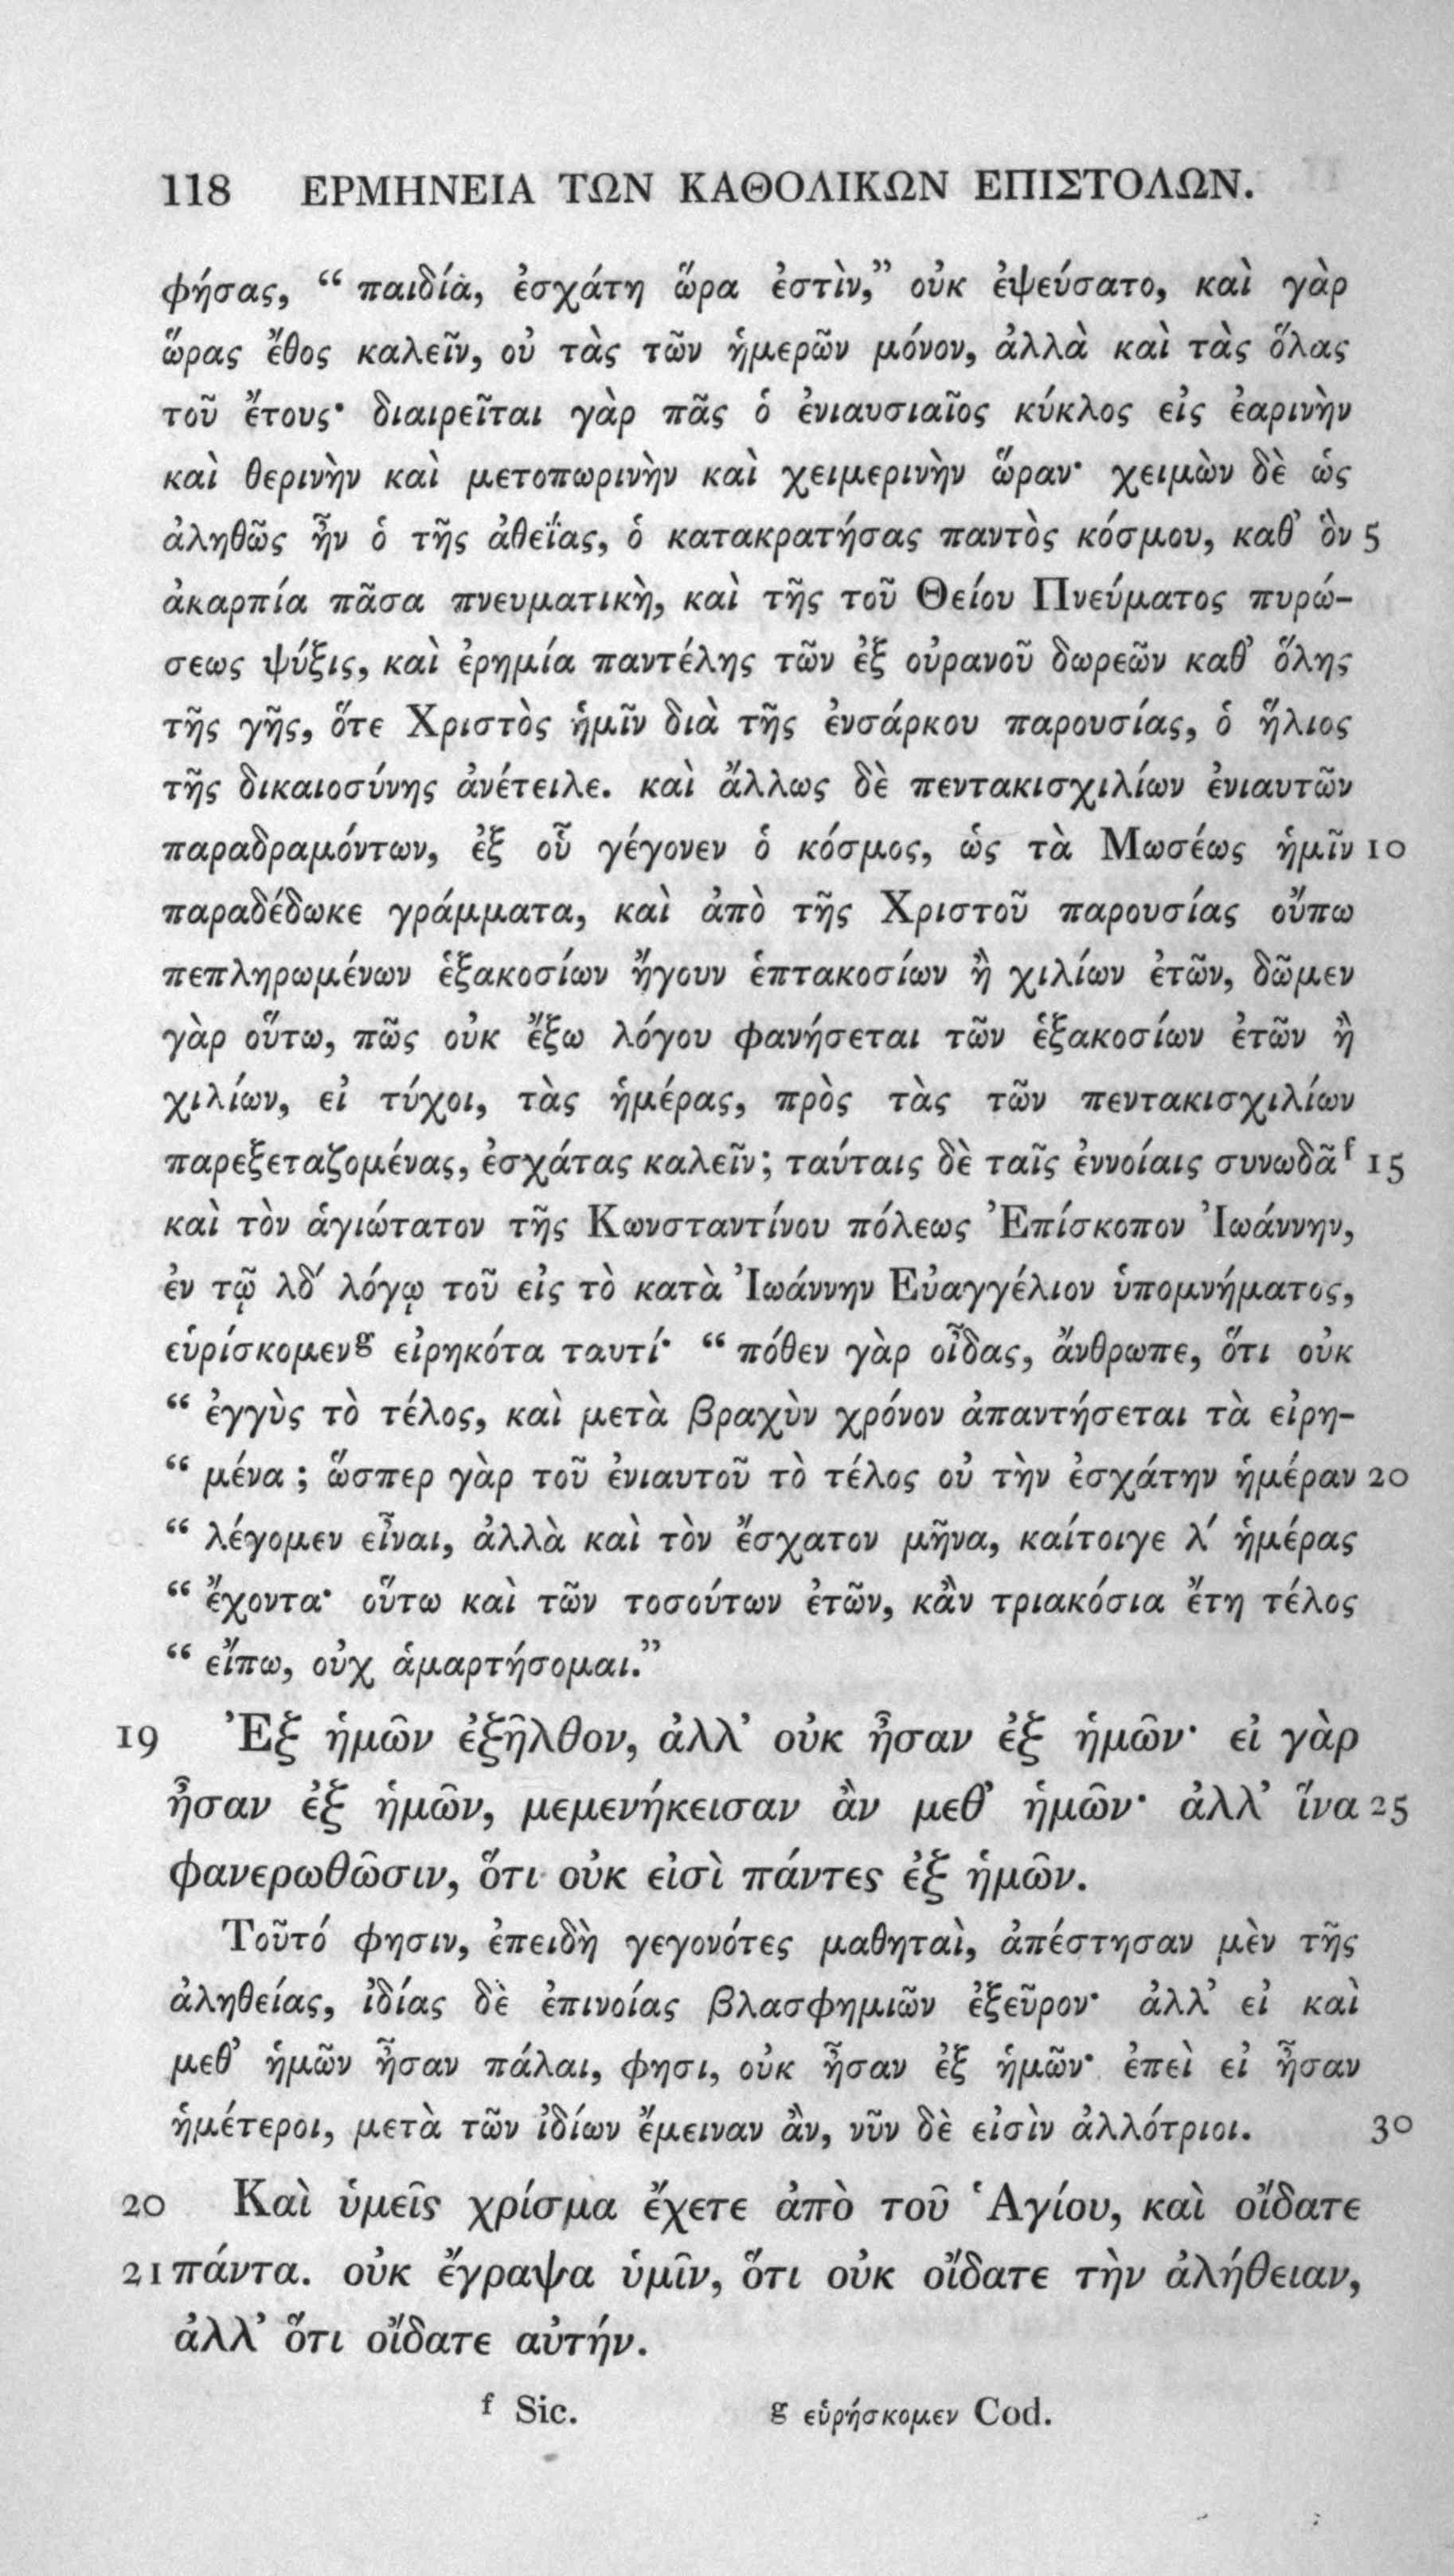 118 ΕΡΜΗΝΕΙΑ ΤΩΝ ΚΑΘΟΛΙΚΩΝ ΕΠΙΣΤΟΛΩΝ.
φήσας, “ παιδία, ἐσχάτη ὥρα ἐστὶν,” οὐκ ἐψεύσατο, καὶ γὰρ
ὥρας ἔθος καλεῖν, οὐ τὰς τῶν ἡμερῶν μόνον, ἀλλὰ καὶ τὰς ὅλας
τοῦ ἔτους· διαιρεῖται γὰρ πᾶς ὁ ἐνιαυσιαῖος κύκλος εἰς ἐαρινὴν
καὶ θερινὴν καὶ μετοπωρινὴν καὶ χειμερινὴν ὥραν· χειμὼν δὲ ὡς
ἀληθῶς ἦν ὁ τῆς ἀθεΐας, ὁ κατακρατήσας παντὸς κόσμου, καθ’ ὃν 5
ἀκαρπία πᾶσα πνευματικὴ, καὶ τῆς τοῦ Θείου Πνεύματος πυρώ-
σεως ψύξις, καὶ ἐρημία παντέλης τῶν ἐξ οὐρανοῦ δωρεῶν καθ’ ὅλης
τῆς γῆς, ὅτε Χριστὸς ἡμῖν διὰ τῆς ἐνσάρκου παρουσίας, ὁ ἥλιος
τῆς δικαιοσύνης ἀνέτειλε. καὶ ἄλλως δὲ πεντακισχιλίων ἐνιαυτῶν
παραδραμόντων, ἐξ οὗ γέγονεν ὁ κόσμος, ὡς τὰ Μωσέως ἡμῖν 10
παραδέδωκε γράμματα, καὶ ἀπὸ τῆς Χριστοῦ παρουσίας οὔπω
πεπληρωμένων ἑξακοσίων ἤγουν ἑπτακοσίων ἢ χιλίων ἐτῶν, δῶμεν
γὰρ οὕτω, πῶς οὐκ ἔξω λόγου φανήσεται τῶν ἑξακοσίων ἐτῶν ἢ
χιλίων, εἰ τύχοι, τὰς ἡμέρας, πρὸς τὰς τῶν πεντακισχιλίων
παρεξεταζομένας, ἐσχάτας καλεῖν; ταύταις δὲ ταῖς ἐννοίαις συνωδᾶ f 15
καὶ τὸν ἁγιώτατον τῆς Κωνσταντίνου πόλεως Ἐπίσκοπον Ἰωάννην,
ἐν τῷ λδ´ λόγῳ τοῦ εἰς τὸ κατὰ Ἰωάννην Εὐαγγέλιον ὑπομνήματος,
εὑρίσκομεν g εἰρηκότα ταυτί· “ πόθεν γὰρ οἶδας, ἄνθρωπε, ὅτι οὐκ
“ ἐγγὺς τὸ τέλος, καὶ μετὰ βραχὺν χρόνον ἀπαντήσεται τὰ εἰρη-
“ μένα ; ὥσπερ γὰρ τοῦ ἐνιαυτοῦ τὸ τέλος οὐ τὴν ἐσχάτην ἡμέραν 20
“ λέγομεν εἶναι, ἀλλὰ καὶ τὸν ἔσχατον μῆνα, καίτοιγε λ´ ἡμέρας
“ ἔχοντα· οὕτω καὶ τῶν τοσούτων ἐτῶν, κἂν τριακόσια ἔτη τέλος
“ εἴπω, οὐχ ἁμαρτήσομαι.”
19 Ἐξ ἡμῶν ἐξῆλθον, ἀλλ’ οὐκ ἦσαν ἐξ ἡμῶν· εἰ γὰρ
ἦσαν ἐξ ἡμῶν, μεμενήκεισαν ἂν μεθ’ ἡμῶν· ἀλλ’ ἵνα 25
φανερωθῶσιν, ὅτι οὐκ εἰσὶ πάντες ἐξ ἡμῶν.
Τοῦτό φησιν, ἐπειδὴ γεγονότες μαθηταὶ, ἀπέστησαν μὲν τῆς
ἀληθείας, ἰδίας δὲ ἐπινοίας βλασφημιῶν ἐξεῦρον· ἀλλ’ εἰ καὶ
μεθ’ ἡμῶν ἦσαν πάλαι, φησι, οὐκ ἦσαν ἐξ ἡμῶν· ἐπεὶ εἰ ἦσαν
ἡμέτεροι, μετὰ τῶν ἰδίων ἔμειναν ἂν, νῦν δὲ εἰσὶν ἀλλότριοι. 30
20 Καὶ ὑμεῖς χρίσμα ἔχετε ἀπὸ τοῦ Ἁγίου, καὶ οἴδατε
21 πάντα. οὐκ ἔγραψα ὑμῖν, ὅτι οὐκ οἴδατε τὴν ἀλήθειαν,
ἀλλ’ ὅτι οἴδατε αὐτήν.
f Sic. g εὑρήσκομεν Cod.